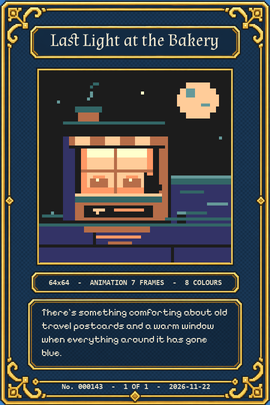 Last Light at the Bakery
64x64 - ANIMATION 7 FRAMES - 8 COLOURS
There's something comforting about old
travel postcards and a warm window
when everything around it has gone
blue.
No. 000143 - 1 OF 1 - 2026-11-22